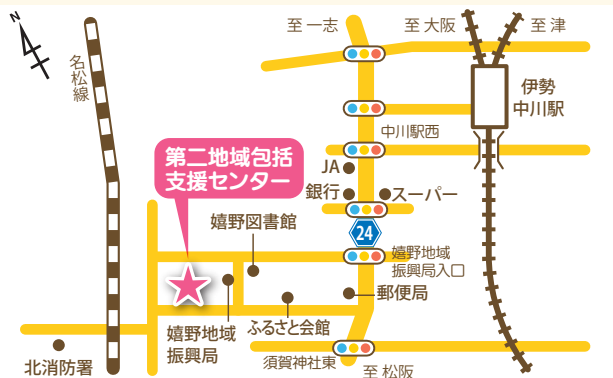 N
至 一志
至 大阪
至 津
名松線
伊勢
中川駅
中川駅西
第二地域包括
支援センター
JA
銀行
スーパー
嬉野図書館
24
嬉野地域
振興局入口
郵便局
嬉野地域
振興局
ふるさと会館
北消防署
須賀神社東
至 松阪